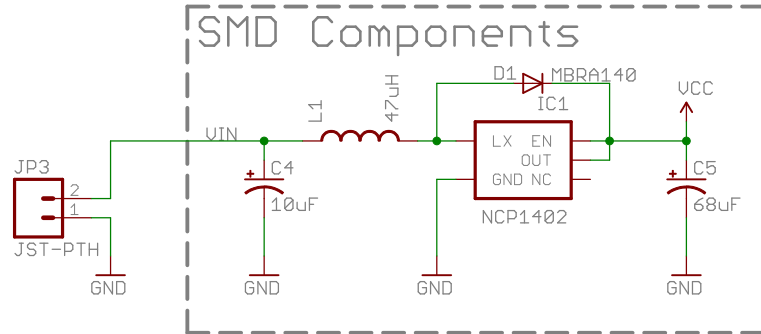 SMD Components
D1
MBRA140
IC1
VCC
L1
47uH
VIN
LX EN
OUT
GND NC
NCP1402
C4
10uF
C5
68uF
JP3
2
1
JST-PTH
GND
GND
GND
GND